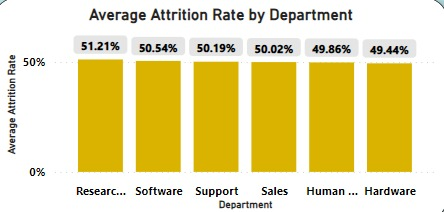 Average Attrition Rate by Department
Average Attrition Rate
51.21% 50.54% 50.19% 50.02% 49.86% 49.44%
50%
0%
Researc... Software Support Sales Human ... Hardware
Department